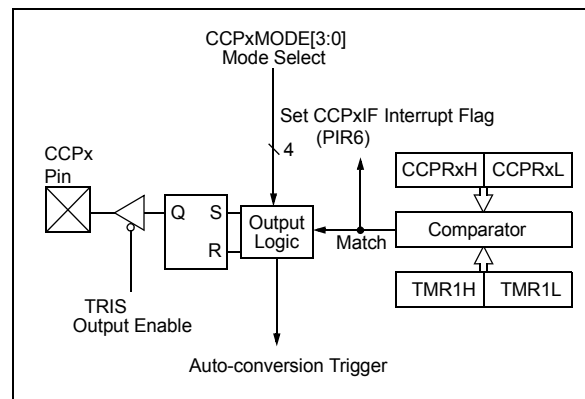 CCPxMODE[3:0]
Mode Select
Set CCPxIF Interrupt Flag
(PIR6)
4
CCPx
Pin
CCPRxH CCPRxL
Q S
R
Output
Logic
Match
Comparator
TRIS
Output Enable
TMR1H TMR1L
Auto-conversion Trigger